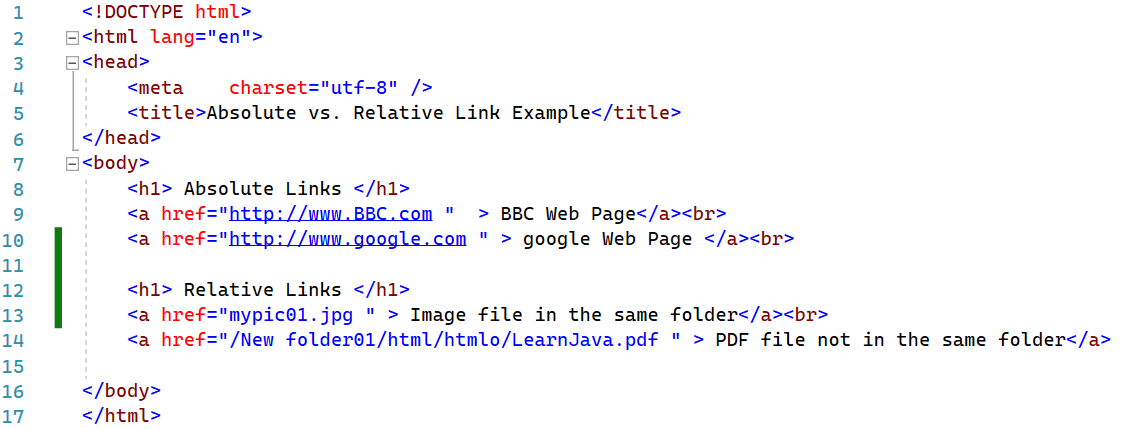 1 <!DOCTYPE html>
2 <html lang="en">
3 <head>
4     <meta    charset="utf-8" />
5     <title>Absolute vs. Relative Link Example</title>
6 </head>
7 <body>
8     <h1> Absolute Links </h1>
9     <a href="http://www.BBC.com "  > BBC Web Page</a><br>
10     <a href="http://www.google.com " > google Web Page </a><br>
11
12     <h1> Relative Links </h1>
13     <a href="mypic01.jpg " > Image file in the same folder</a><br>
14     <a href="/New folder01/html/htmlo/LearnJava.pdf " > PDF file not in the same folder</a>
15
16 </body>
17 </html>